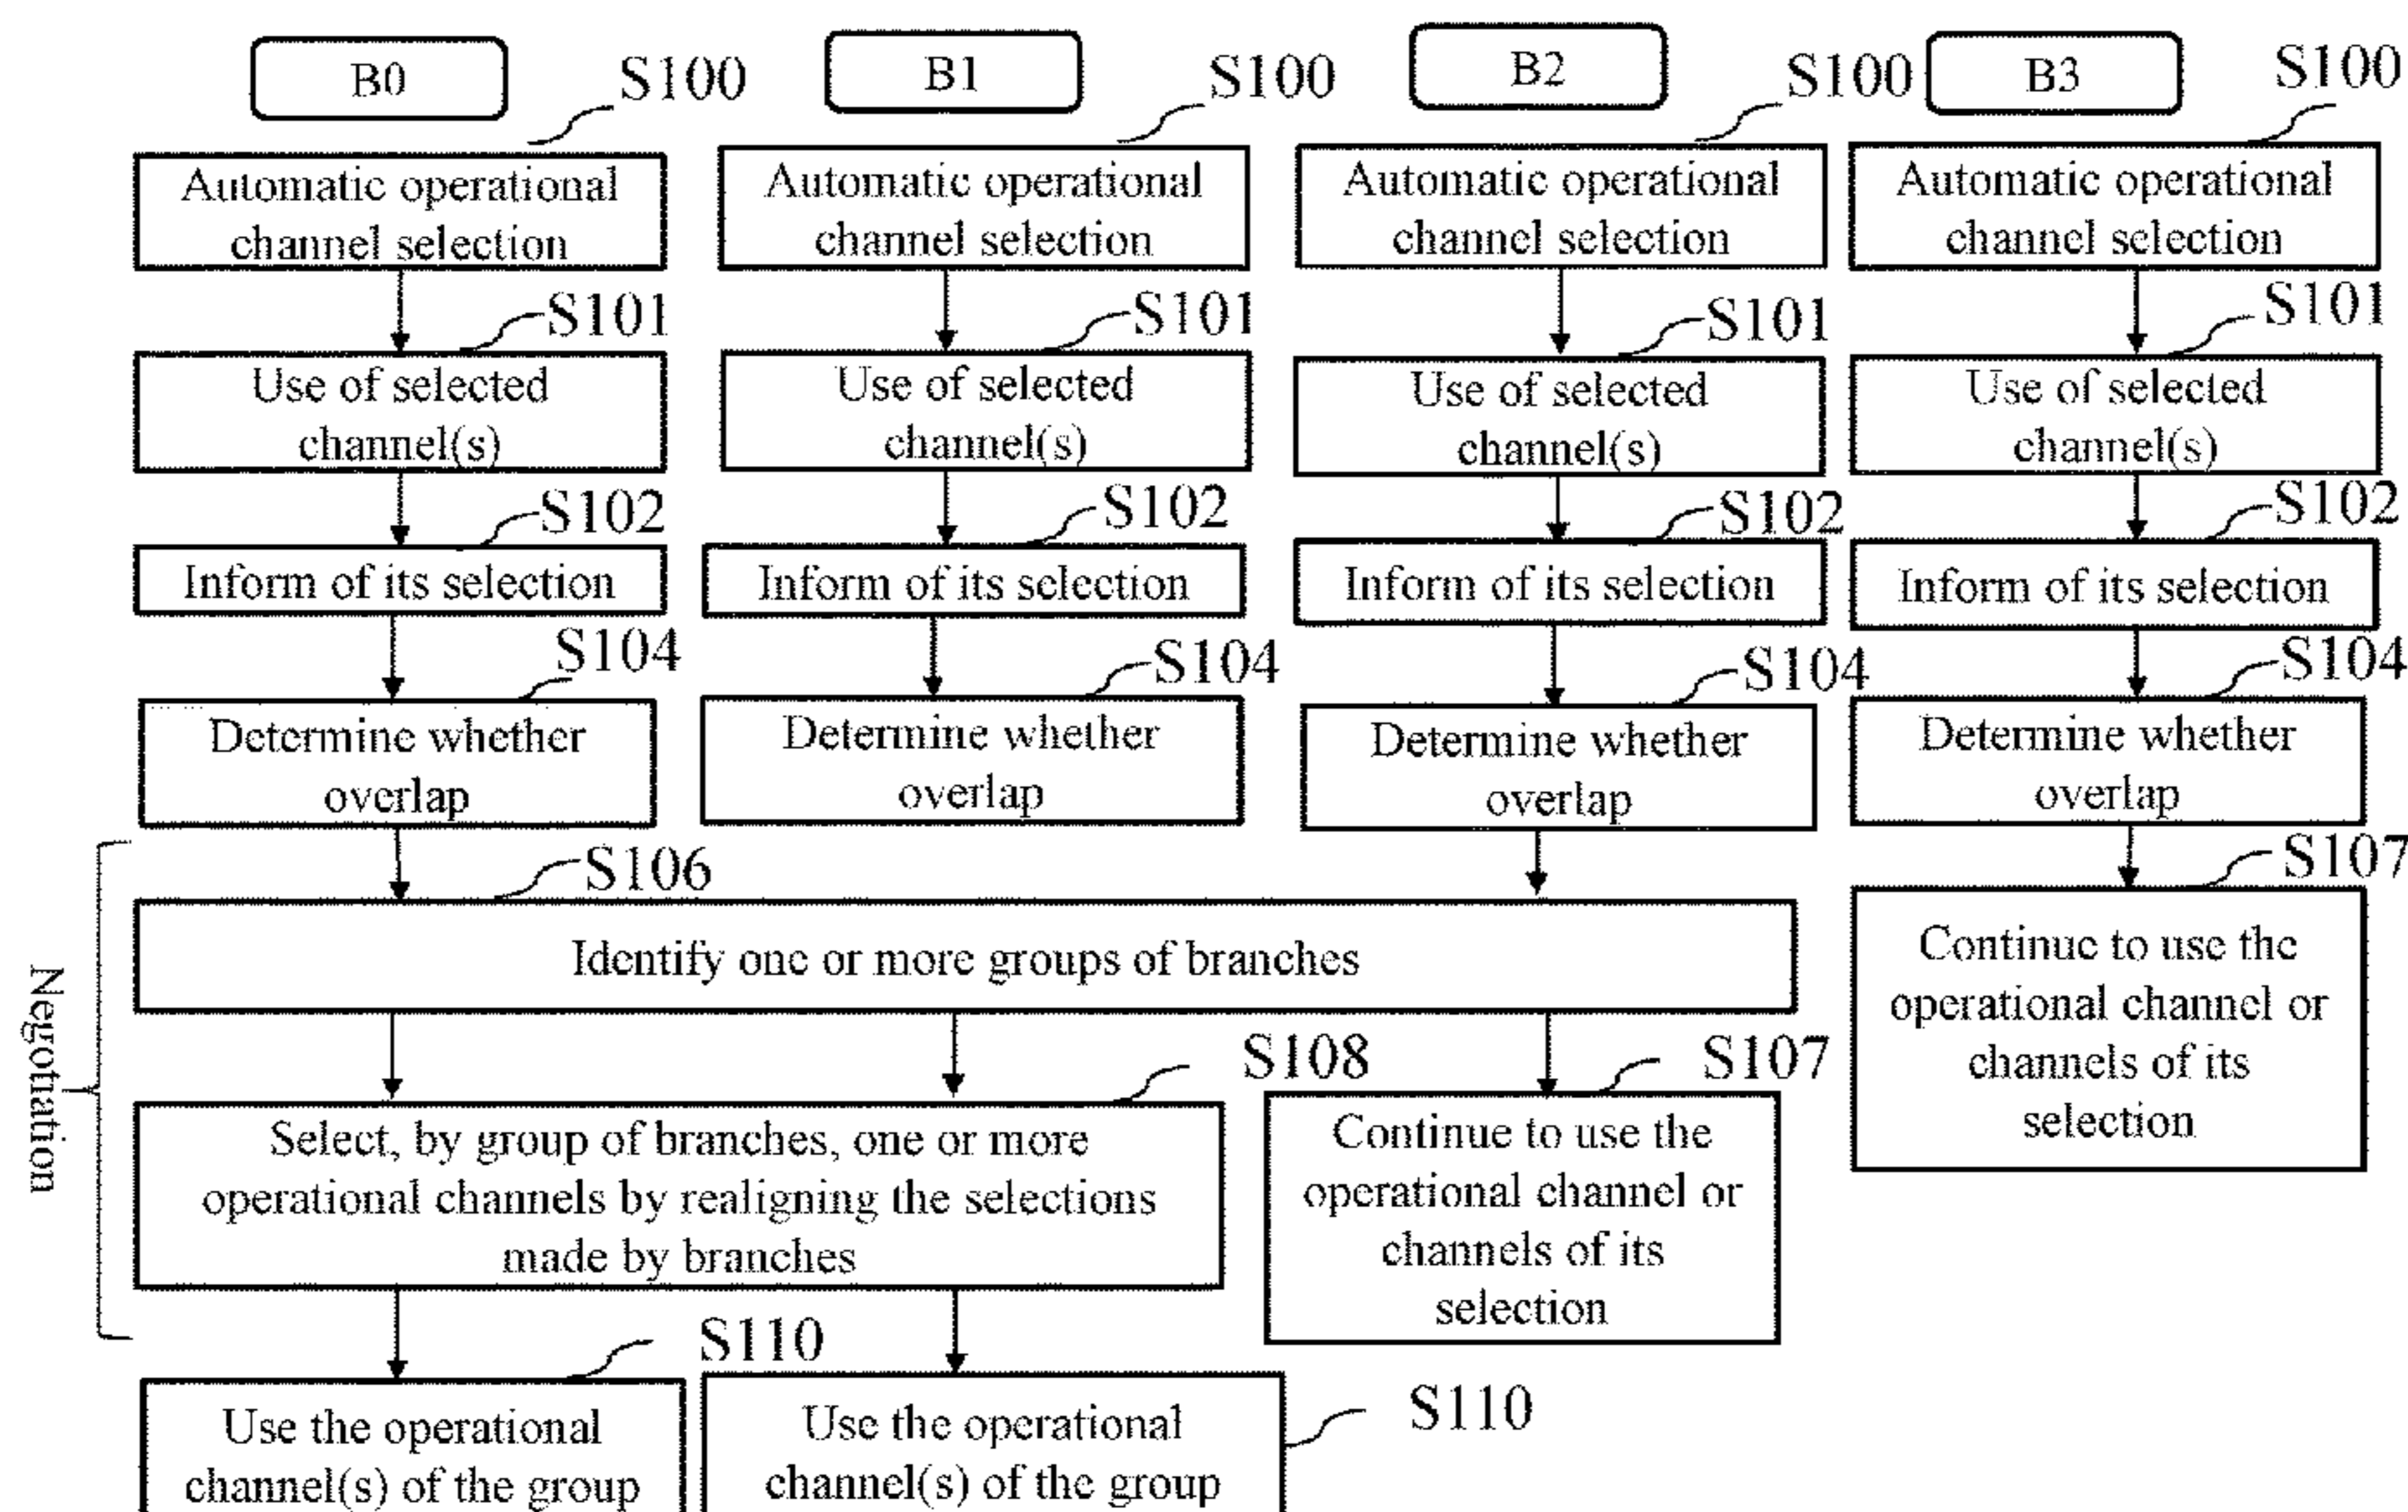 B0
S100
B1
S100
B2
S100
B3
S100
Automatic operational
channel selection
Automatic operational
channel selection
Automatic operational
channel selection
Automatic operational
channel selection
S101
S101
S101
S101
Use of selected
channel(s)
Use of selected
channel(s)
Use of selected
channel(s)
Use of selected
channel(s)
S102
S102
S102
S102
Inform of its selection
Inform of its selection
Inform of its selection
Inform of its selection
S104
S104
S104
S104
Determine whether
overlap
Determine whether
overlap
Determine whether
overlap
Determine whether
overlap
Negotiation
S106
Identify one or more groups of branches
S107
Continue to use the
operational channel or
channels of its
selection
S108
Select, by group of branches, one or more
operational channels by realigning the selections
made by branches
S107
Continue to use the
operational channel or
channels of its
selection
S110
Use the operational
channel(s) of the group
S110
Use the operational
channel(s) of the group